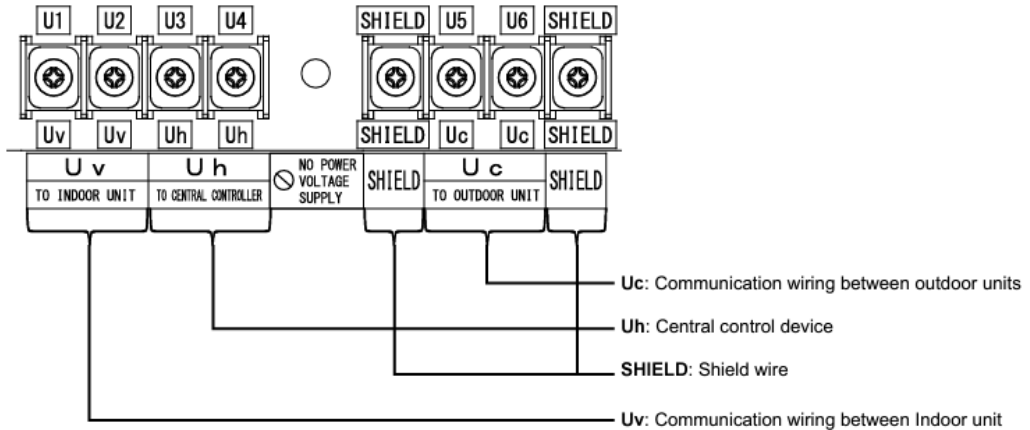 U1 U2 U3 U4 SHIELD U5 U6 SHIELD
Uv Uv Uh Uh SHIELD Uc Uc SHIELD
Uv
TO INDOOR UNIT
Uh
TO CENTRAL CONTROLLER
NO POWER
VOLTAGE
SUPPLY
SHIELD
Uc
TO OUTDOOR UNIT
SHIELD
Uc: Communication wiring between outdoor units
Uh: Central control device
SHIELD: Shield wire
Uv: Communication wiring between Indoor unit